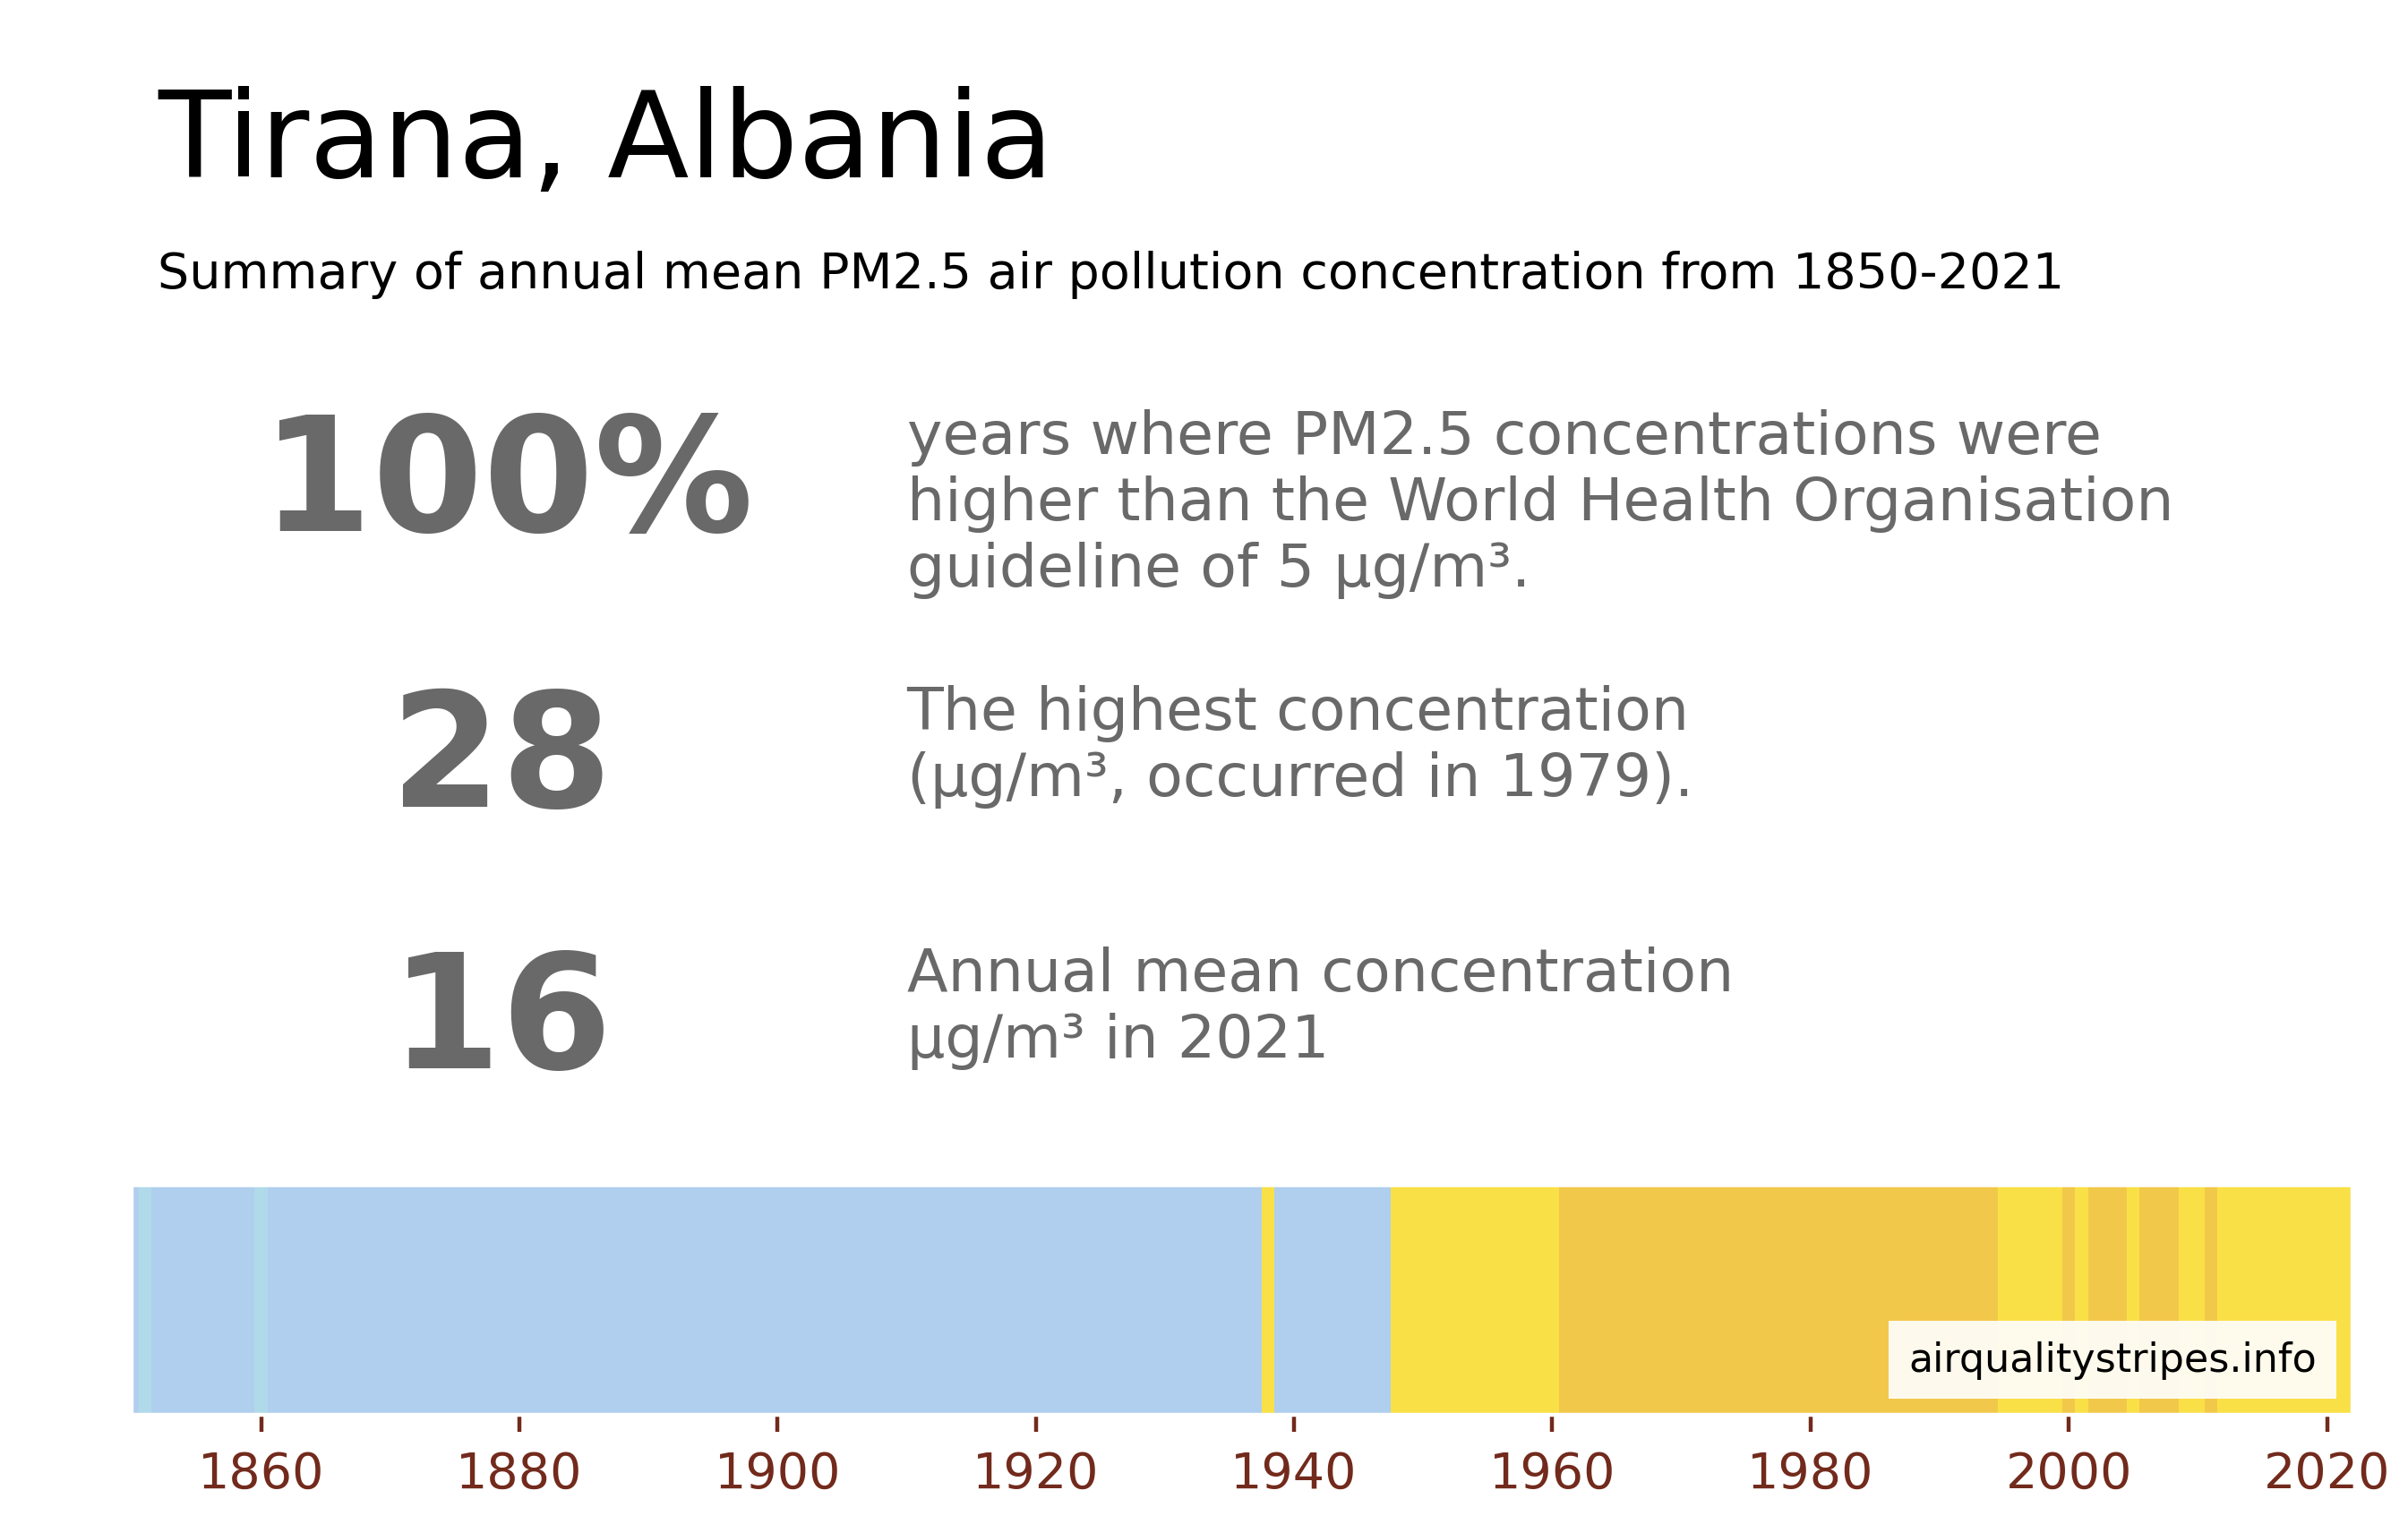 Tirana, Albania
Summary of annual mean PM2.5 air pollution concentration from 1850-2021
100%
years where PM2.5 concentrations were
higher than the World Health Organisation
guideline of 5 µg/m³.
28
The highest concentration
(µg/m³, occurred in 1979).
16
Annual mean concentration
µg/m³ in 2021
airqualitystripes.info
1860 1880 1900 1920 1940 1960 1980 2000 2020